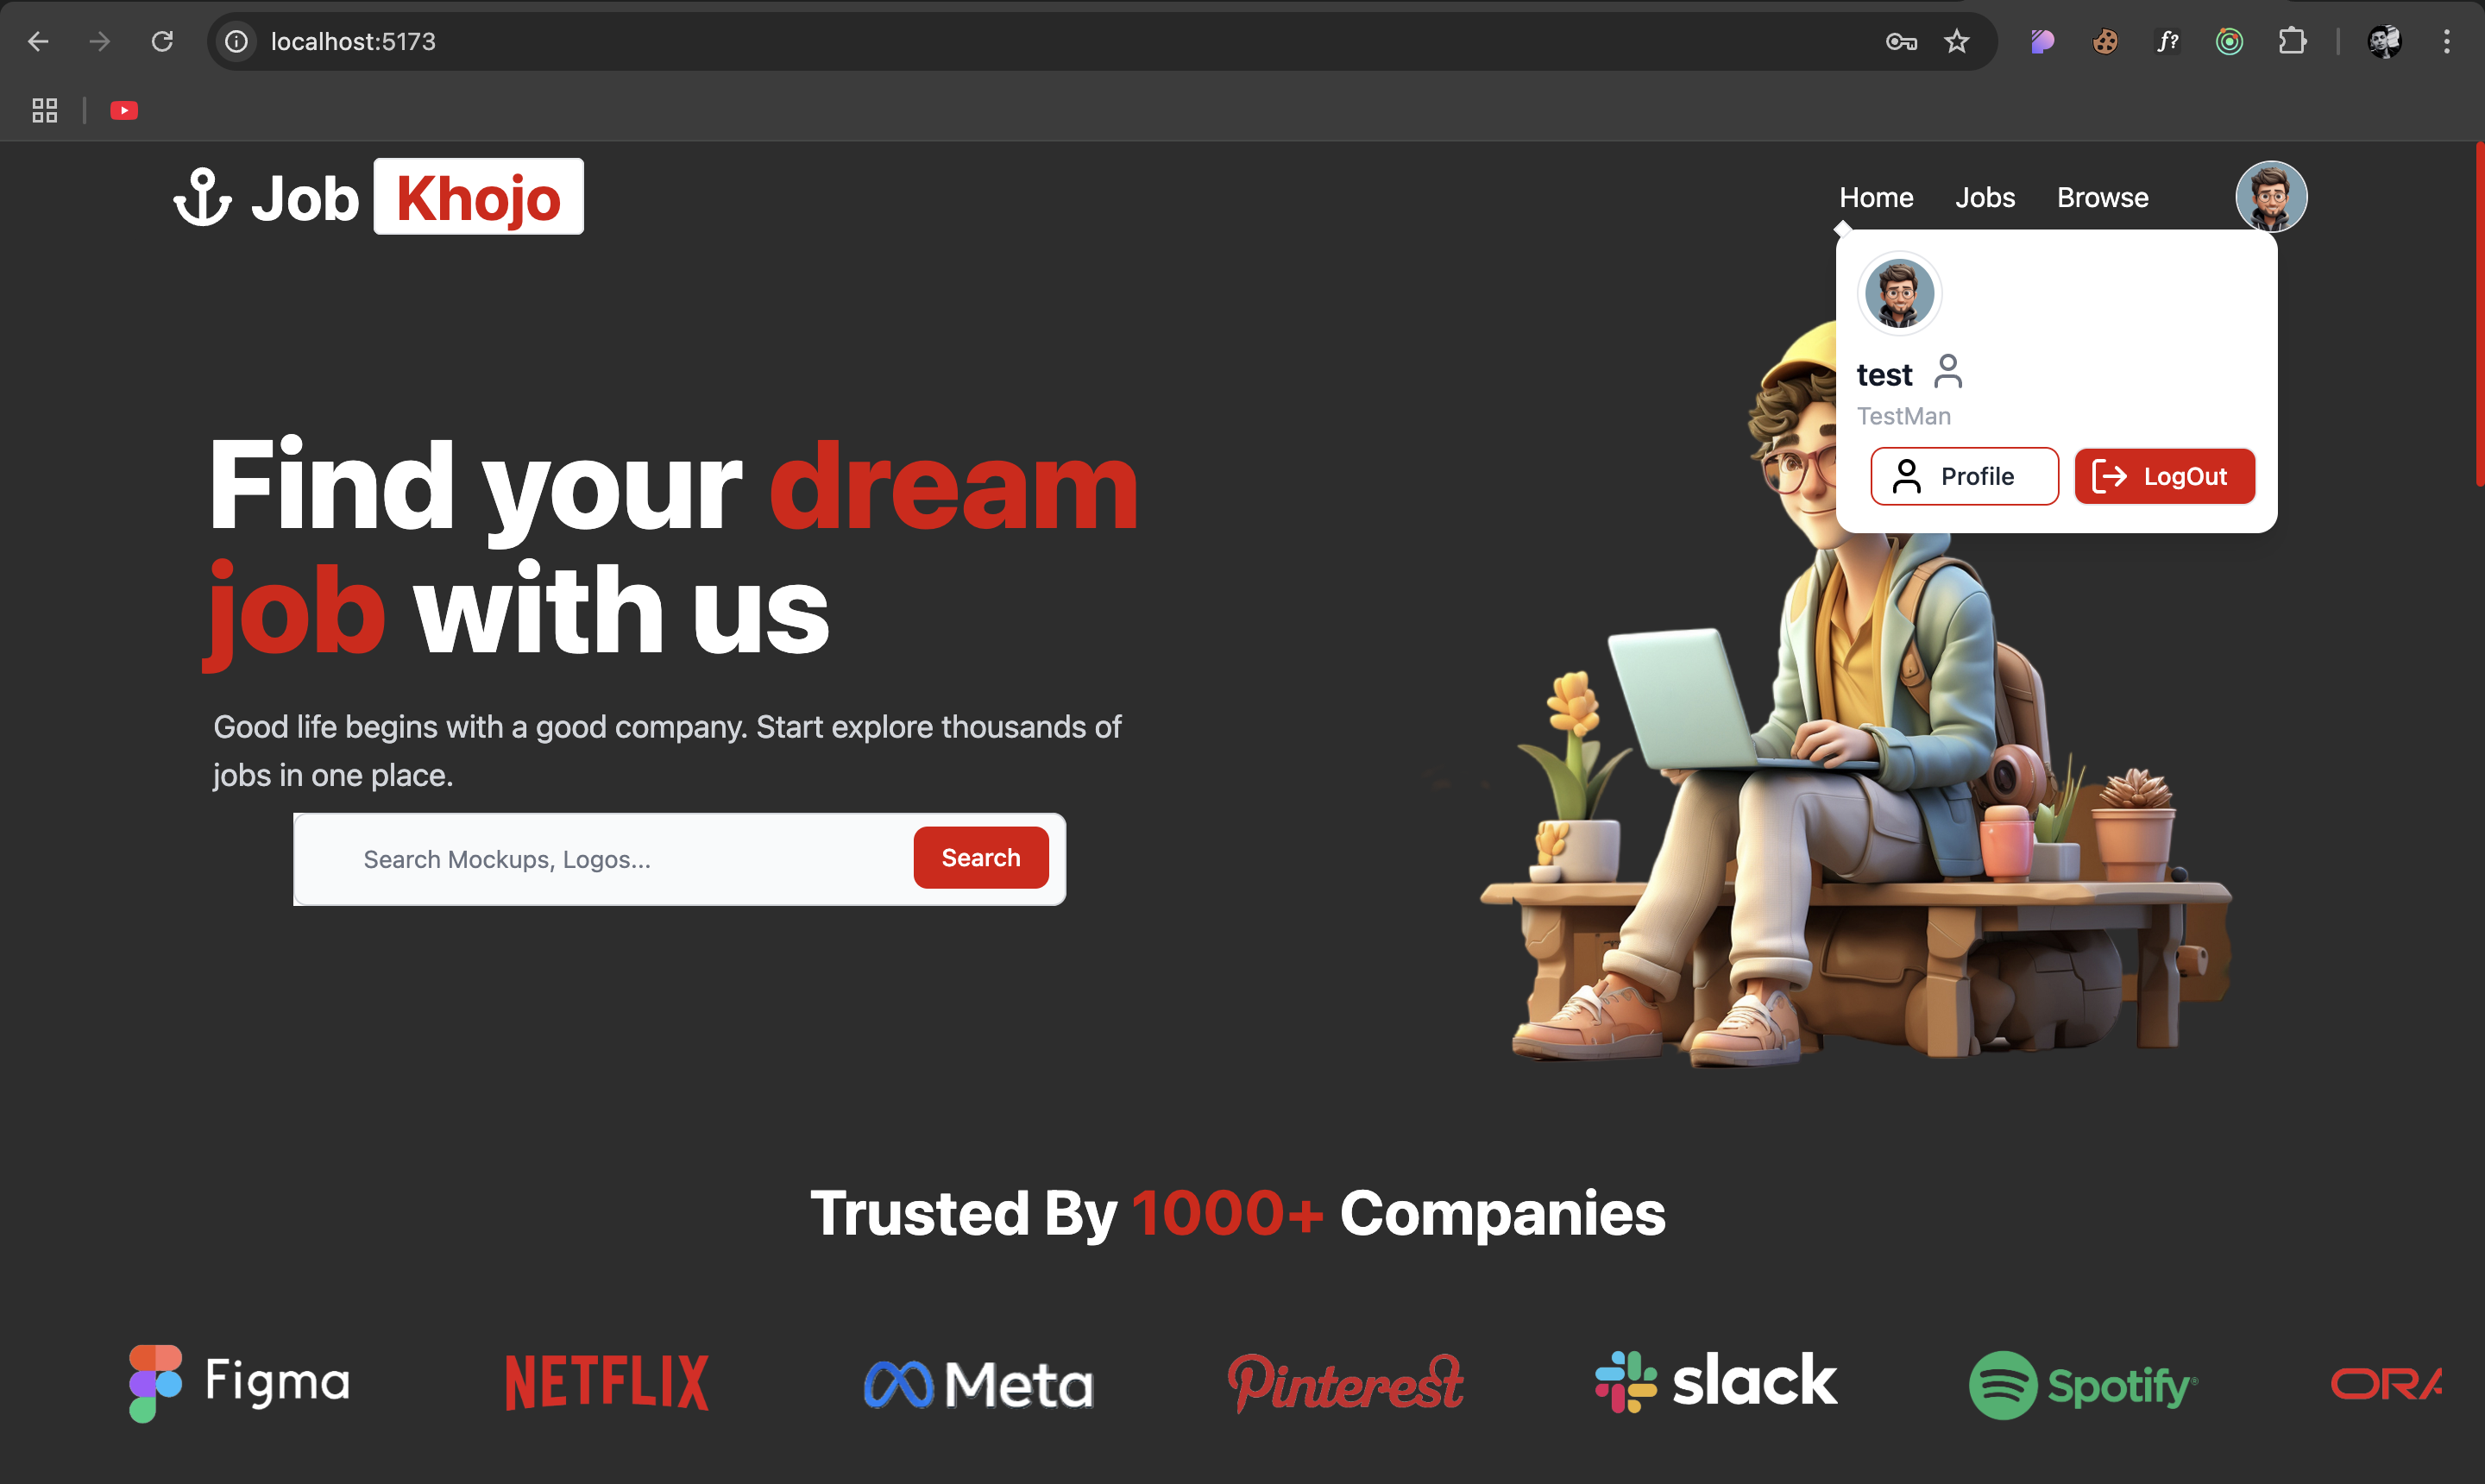 localhost:5173
f?
Job Khojo
Home Jobs Browse
test
TestMan
Profile LogOut
Find your dream
job with us
Good life begins with a good company. Start explore thousands of
jobs in one place.
Search Mockups, Logos... Search
Trusted By 1000+ Companies
Figma NETFLIX Meta Pinterest slack Spotify ORA